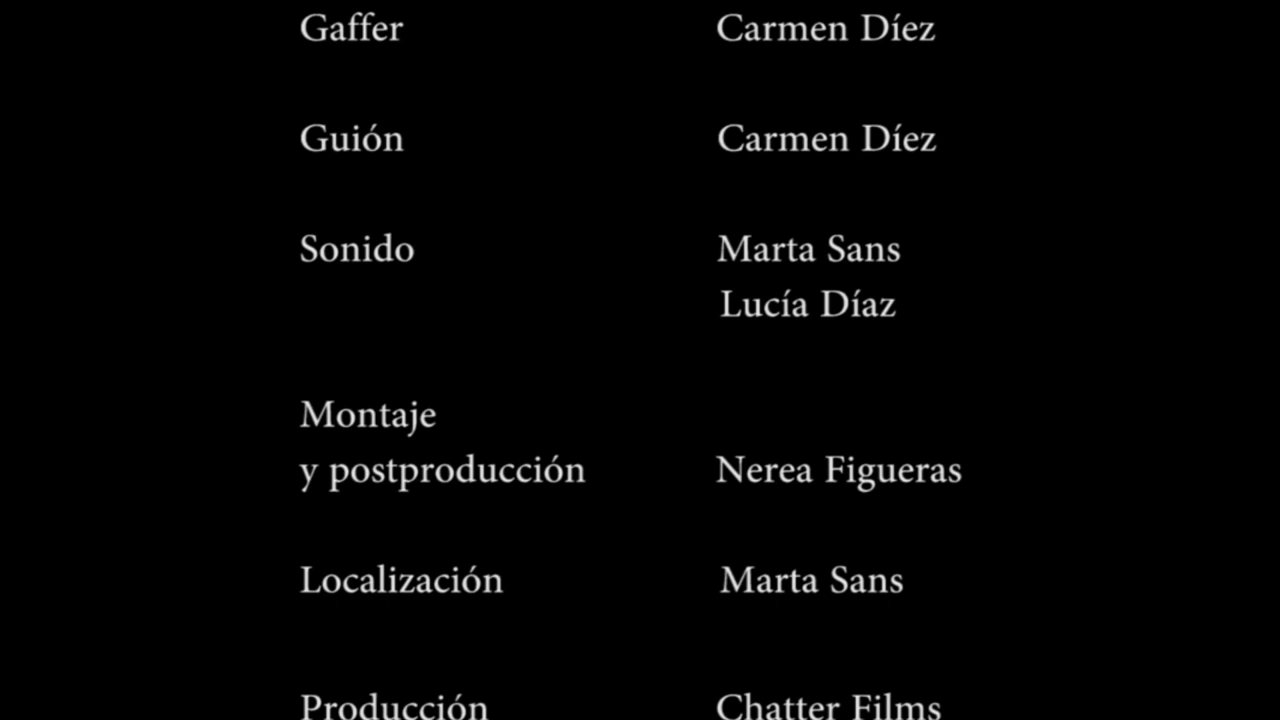 Gaffer Carmen Díez
Guión Carmen Díez
Sonido Marta Sans
Lucía Díaz
Montaje
y postproducción Nerea Figueras
Localización Marta Sans
Producción Chatter Films